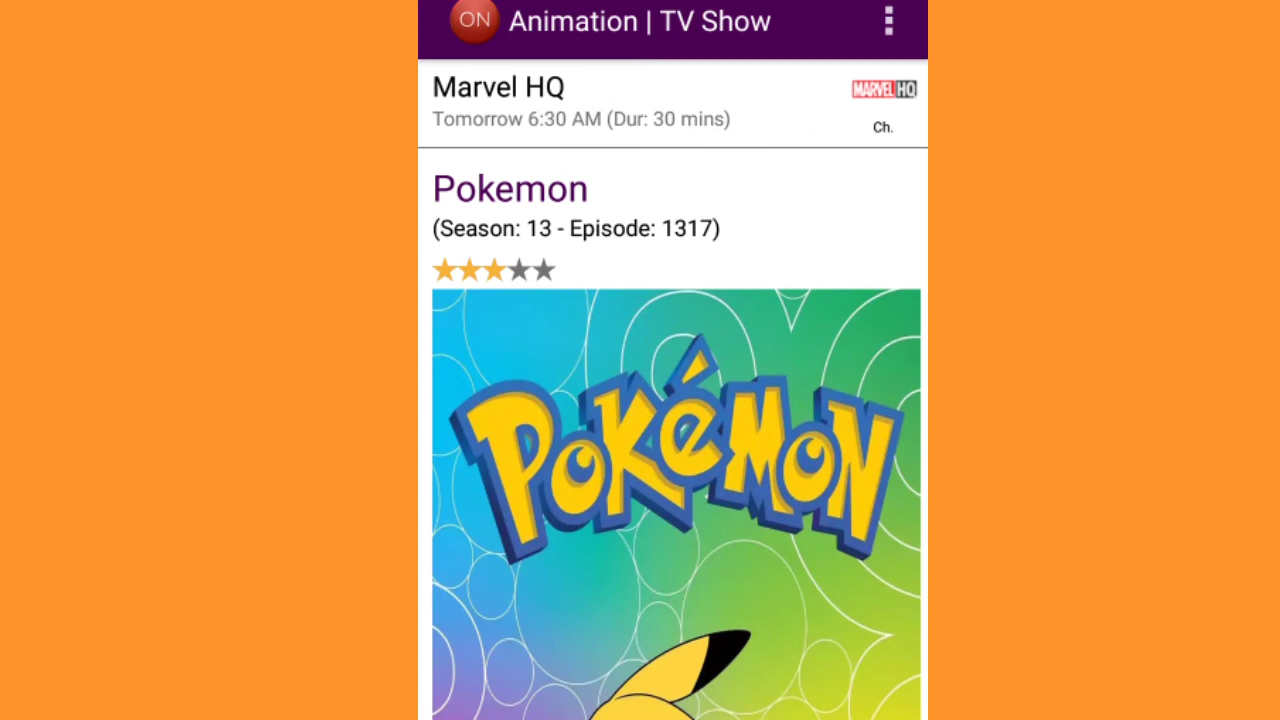 ON Animation | TV Show
Marvel HQ
MARVEL HQ
Tomorrow 6:30 AM (Dur: 30 mins)
Ch.
Pokemon
(Season: 13 - Episode: 1317)
POKéMON